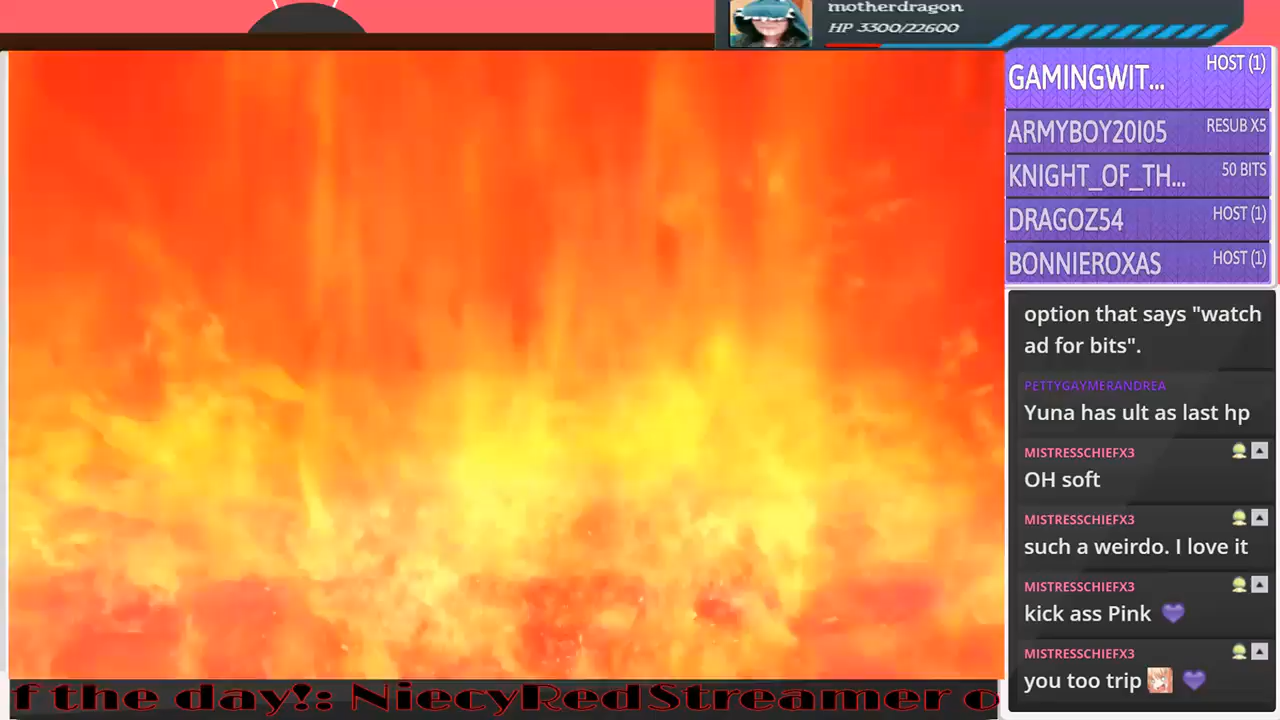 motherdragon
HP 3300/22600
GAMINGWIT... HOST (1)
ARMYBOY20105 RESUB X5
KNIGHT_OF_TH... 50 BITS
DRAGOZ54 HOST (1)
BONNIEROXAS HOST (1)
option that says "watch
ad for bits".
PETTYGAYMERANDREA
Yuna has ult as last hp
MISTRESSCHIEFX3
OH soft
MISTRESSCHIEFX3
such a weirdo. I love it
MISTRESSCHIEFX3
kick ass Pink
MISTRESSCHIEFX3
you too trip
f the day!: NiecyRedStreamer o